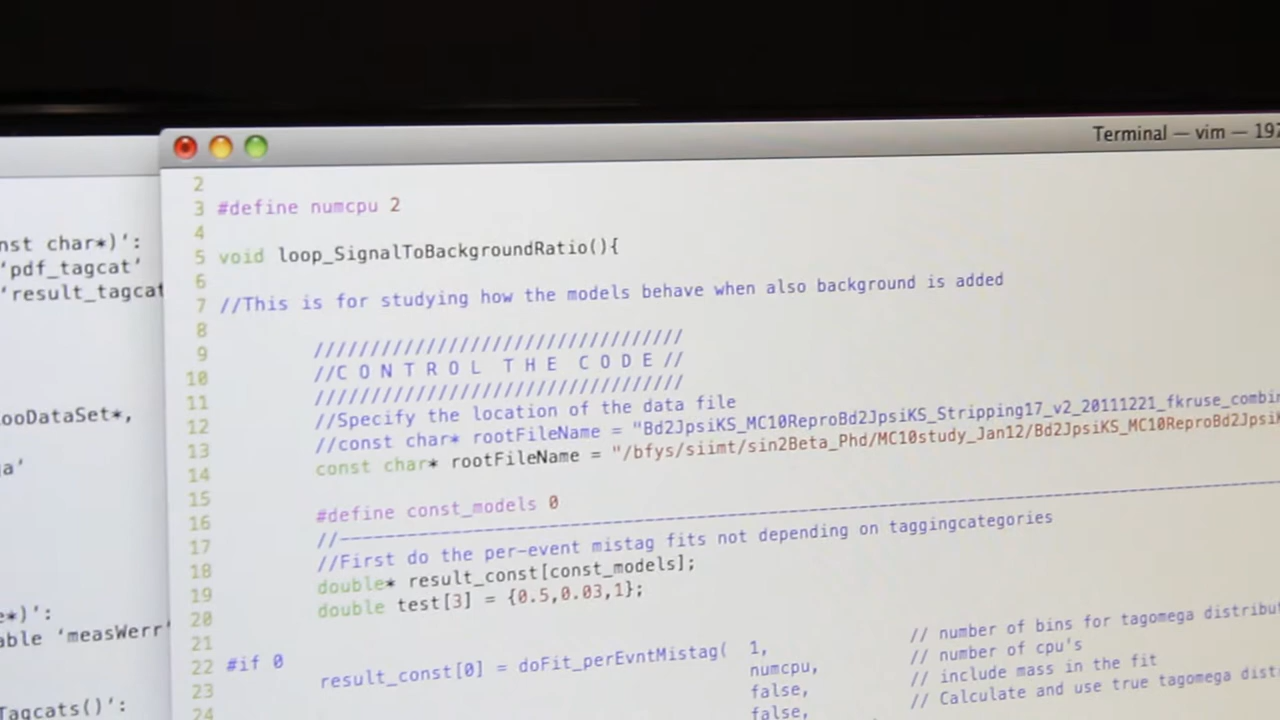 Terminal — vim — 197
nst char*)':
'pdf_tagcat'
'result_tagcat
ooDataSet*,
a'
e*)':
able 'measWerr'
Tagcats()':
2
3 #define numcpu 2
4
5 void loop_SignalToBackgroundRatio(){
6
7 //This is for studying how the models behave when also background is added
8
9 /////////////////////////////////
10 //C O N T R O L  T H E  C O D E //
11 /////////////////////////////////
12 //Specify the location of the data file
13 //const char* rootFileName = "Bd2JpsiKS_MC10ReproBd2JpsiKS_Stripping17_v2_20111221_fkruse_combin
14 const char* rootFileName = "/bfys/siimt/sin2Beta_Phd/MC10study_Jan12/Bd2JpsiKS_MC10ReproBd2Jpsi
15
16 #define const_models 0
17 //----------------------------------------
18 //First do the per-event mistag fits not depending on taggingcategories
19 double* result_const[const_models];
20 double test[3] = {0.5,0.03,1};
21
22 #if 0
23 result_const[0] = doFit_perEvntMistag( 1, // number of bins for tagomega distribut
24 numcpu, // number of cpu's
false, // include mass in the fit
false, // Calculate and use true tagomega dist